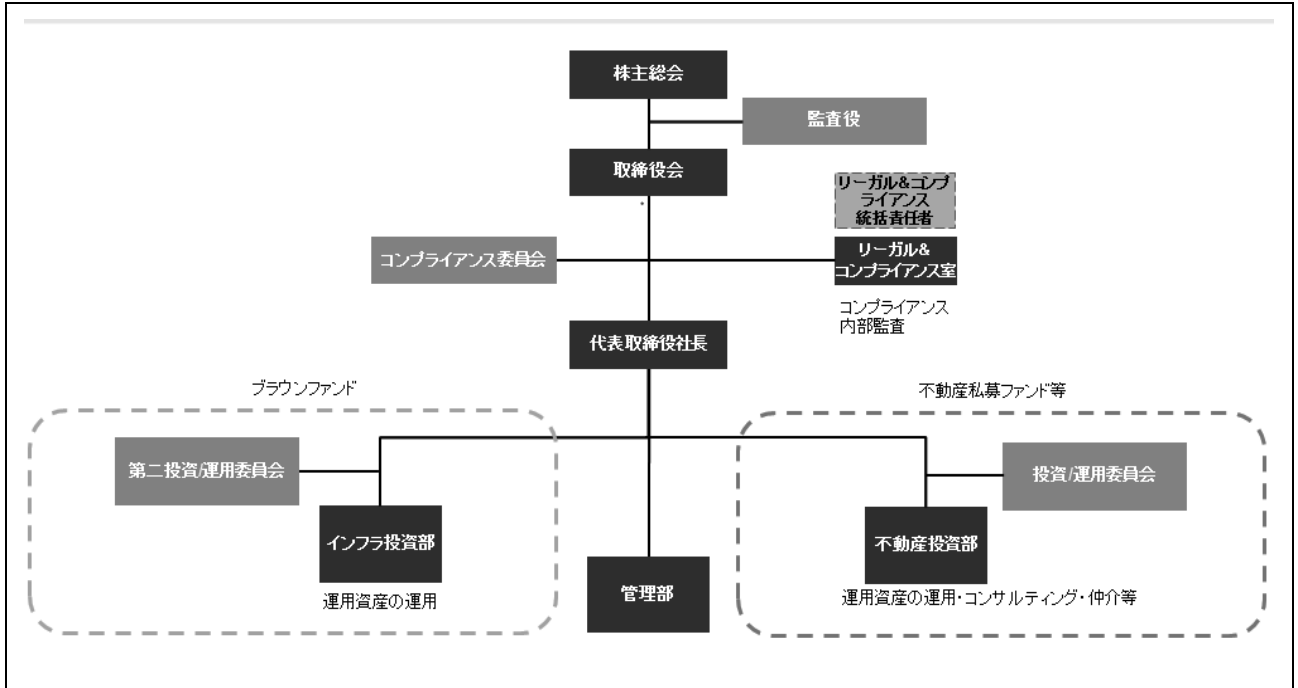 株主総会
監査役
取締役会
リーガル&コンプ
ライアンス
統括責任者
コンプライアンス委員会
リーガル&
コンプライアンス室
コンプライアンス
内部監査
代表取締役社長
ブラウンファンド
不動産私募ファンド等
第二投資/運用委員会
投資/運用委員会
インフラ投資部
不動産投資部
運用資産の運用
管理部
運用資産の運用・コンサルティング・仲介等